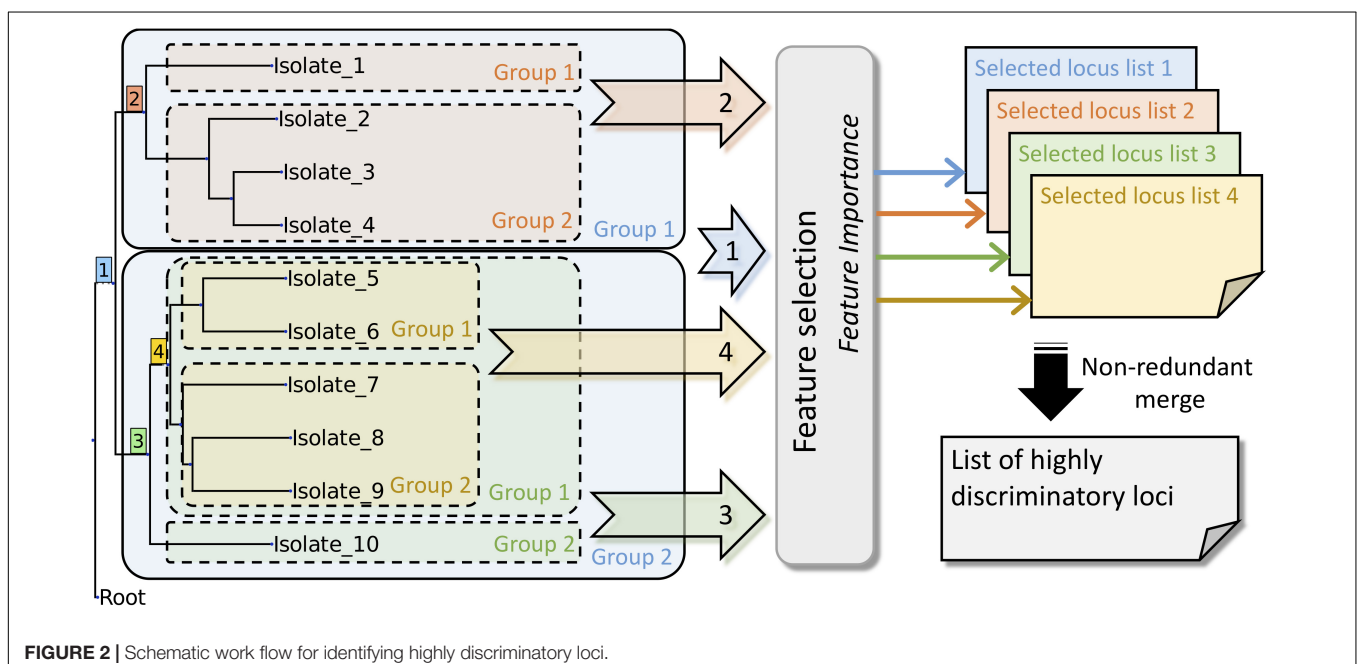 2
Isolate_1
Group 1
Isolate_2
Isolate_3
Isolate_4
Group 2
Group 1
1
Isolate_5
Isolate_6
Group 1
4
Isolate_7
Isolate_8
Isolate_9
Group 2
Group 1
3
Isolate_10
Group 2
Group 2
Root
2
1
4
3
Feature selection
Feature Importance
Selected locus list 1
Selected locus list 2
Selected locus list 3
Selected locus list 4
Non-redundant
merge
List of highly
discriminatory loci
FIGURE 2 | Schematic work flow for identifying highly discriminatory loci.